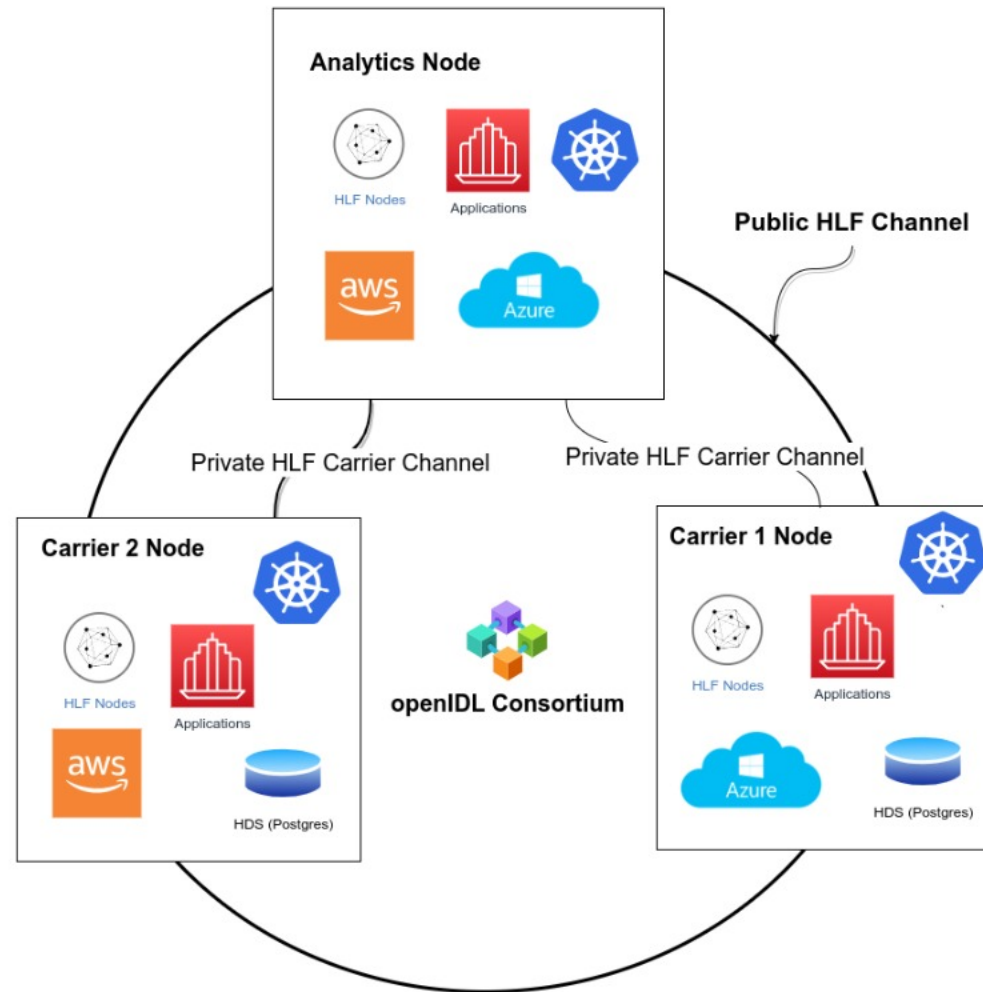 Analytics Node
HLF Nodes
Applications
aws
Azure
Public HLF Channel
Private HLF Carrier Channel
Private HLF Carrier Channel
Carrier 2 Node
HLF Nodes
Applications
aws
HDS (Postgres)
openIDL Consortium
Carrier 1 Node
HLF Nodes
Applications
Azure
HDS (Postgres)